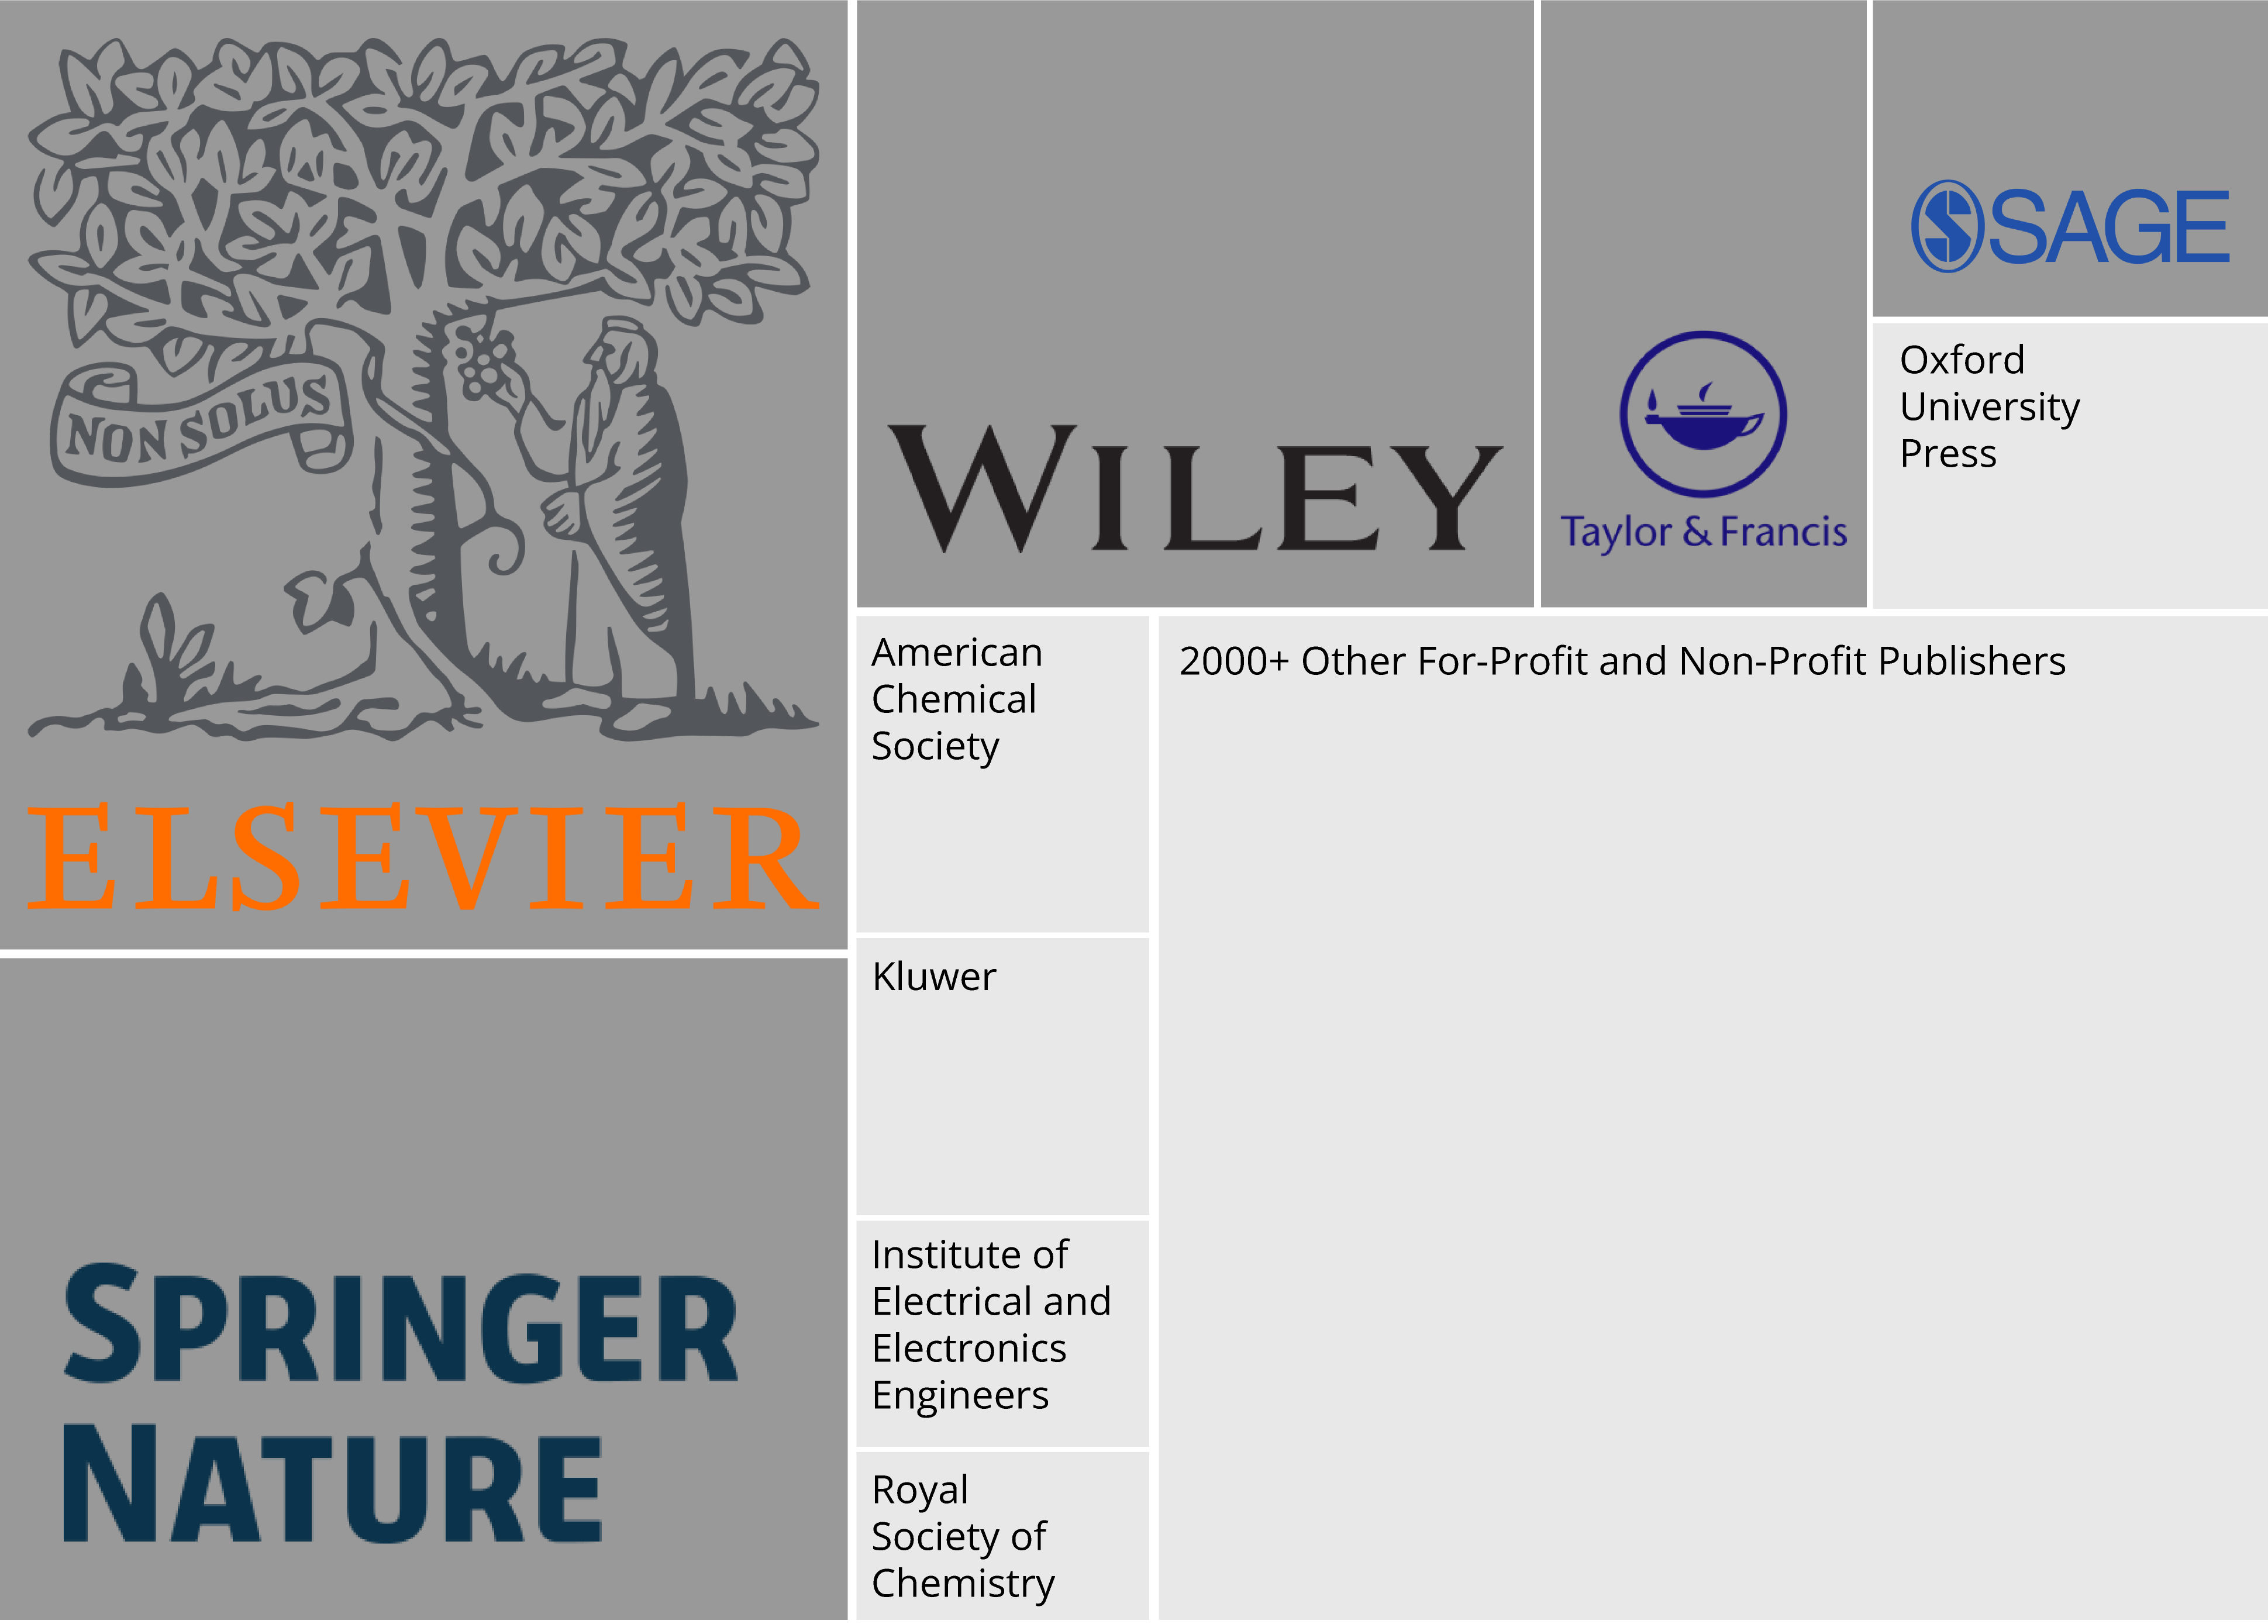 NON SOLUS
ELSEVIER
SPRINGER
NATURE
WILEY
Taylor & Francis
SAGE
Oxford
University
Press
American
Chemical
Society
Kluwer
Institute of
Electrical and
Electronics
Engineers
Royal
Society of
Chemistry
2000+ Other For-Profit and Non-Profit Publishers